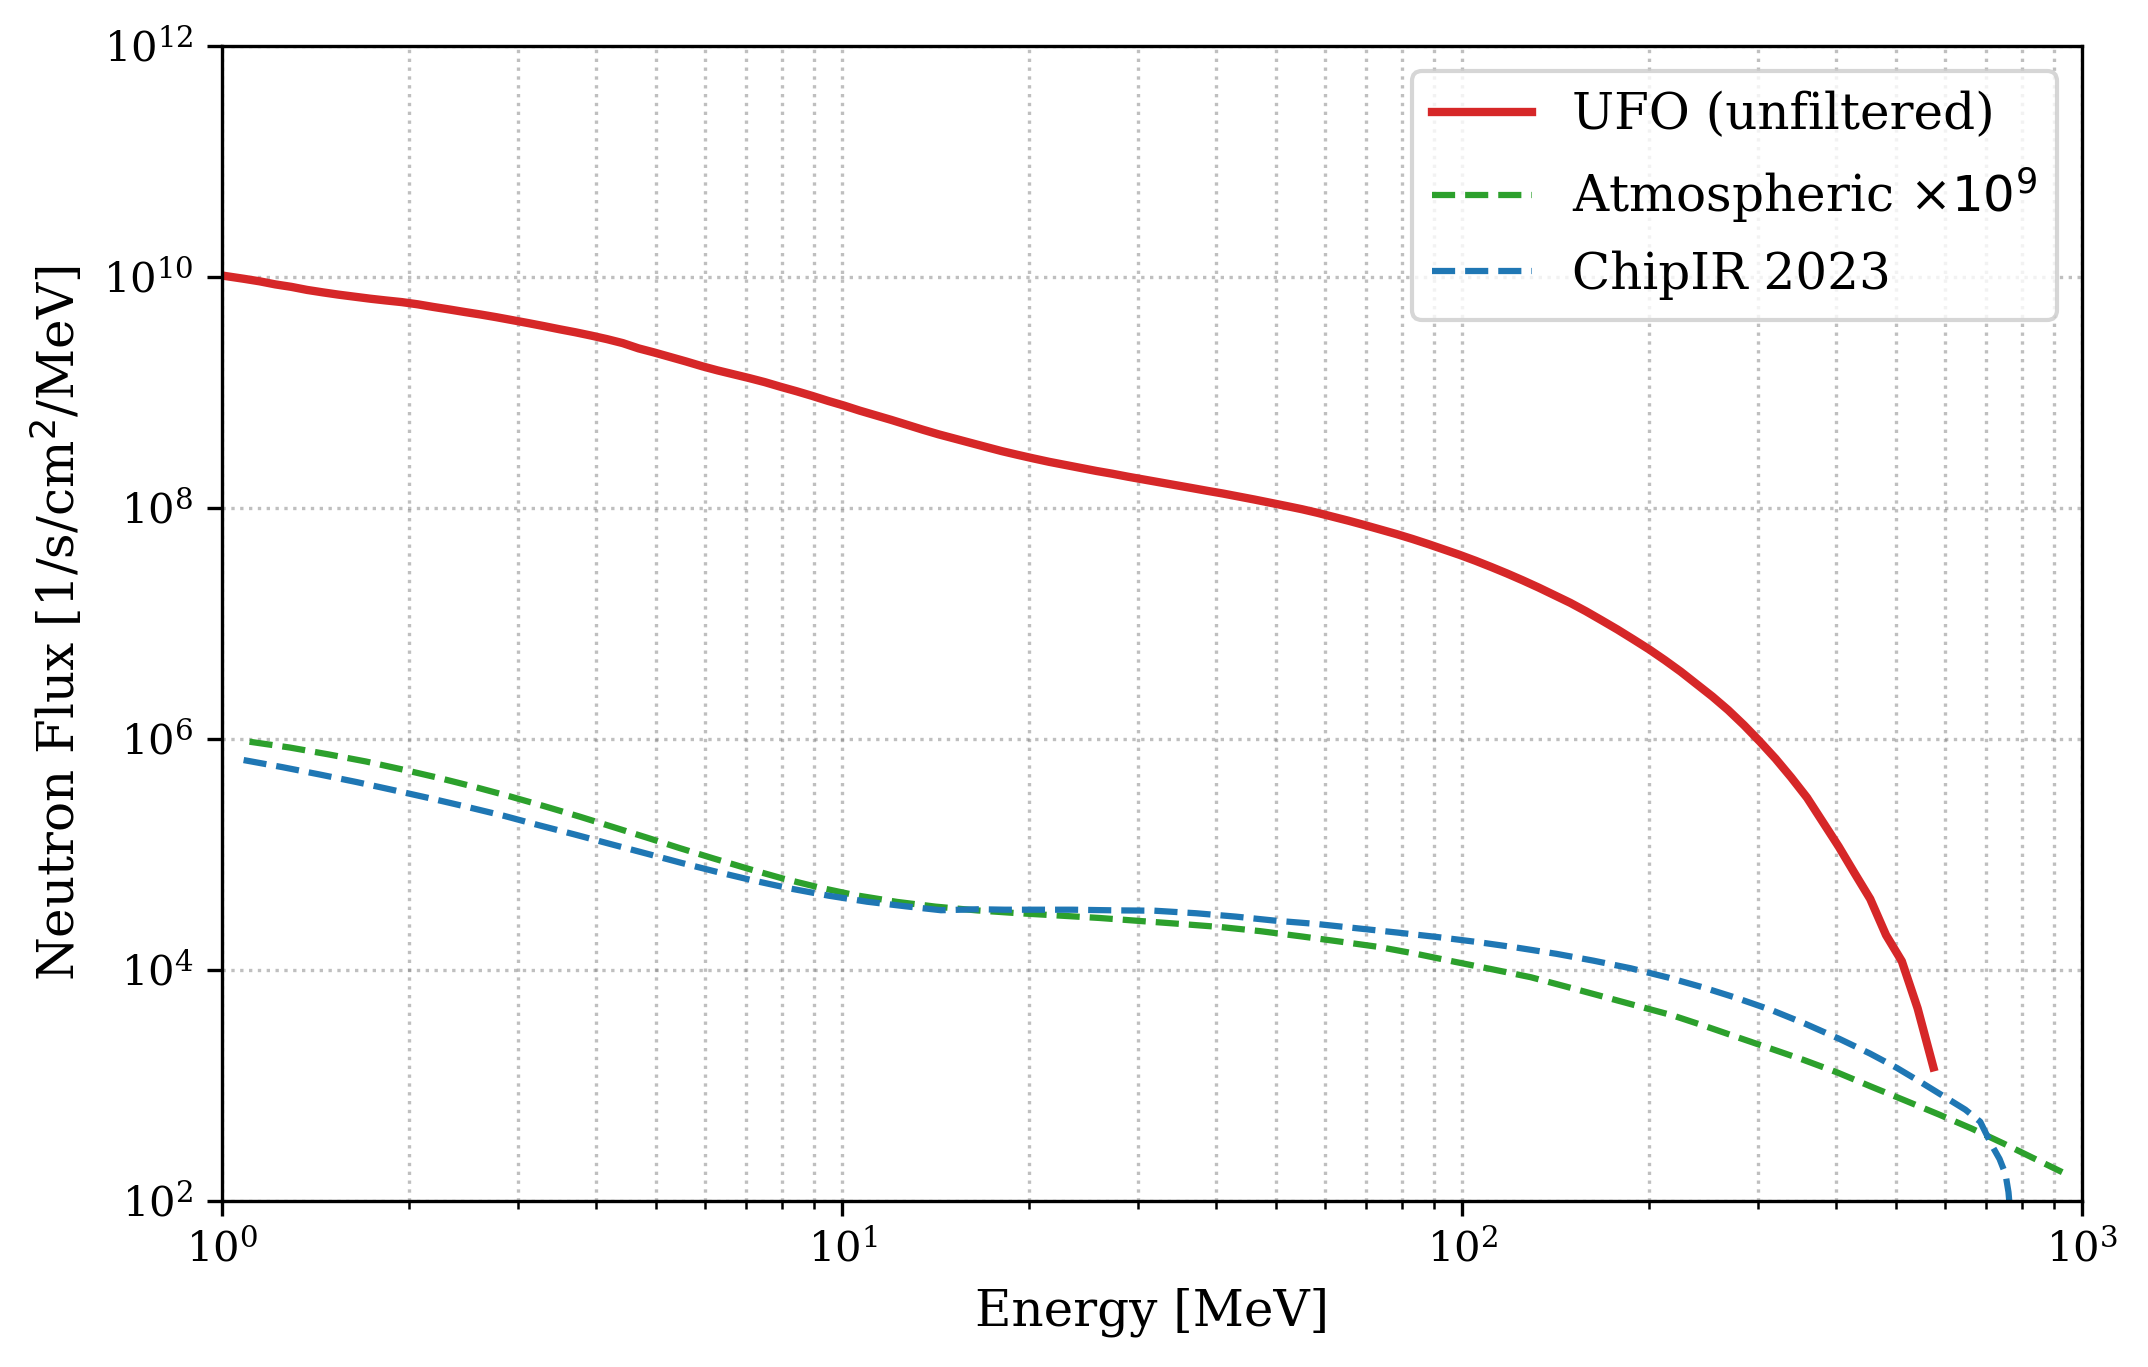 10¹²
10¹⁰
10⁸
10⁶
10⁴
10²
Neutron Flux [1/s/cm²/MeV]
UFO (unfiltered)
Atmospheric ×10⁹
ChipIR 2023
10⁰
10¹
10²
10³
Energy [MeV]